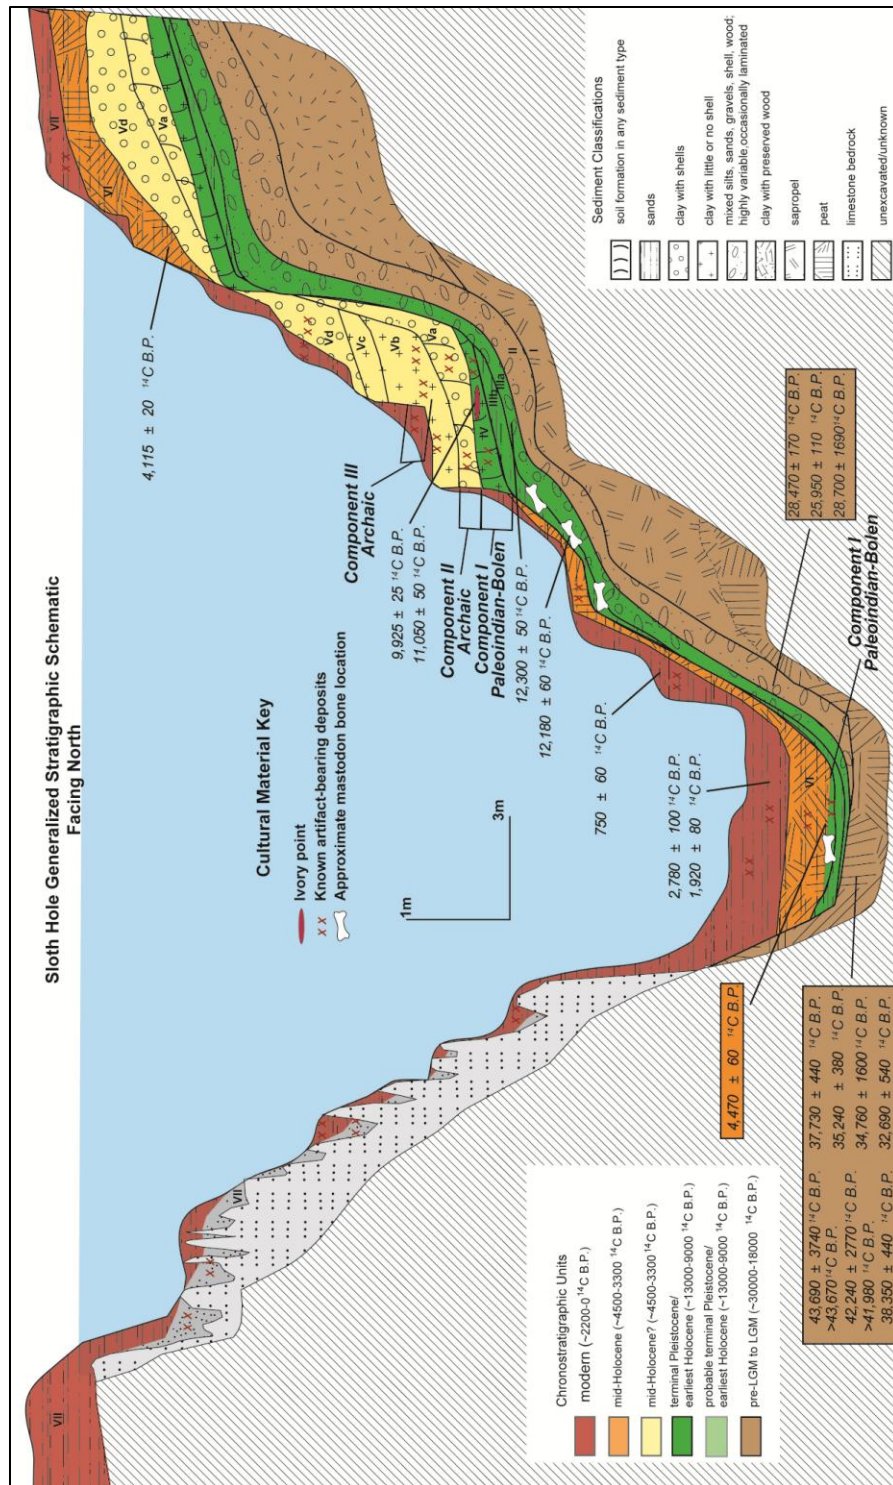 Sloth Hole Generalized Stratigraphic Schematic
Facing North
Cultural Material Key
Ivory point
x x Known artifact-bearing deposits
Approximate mastodon bone location
1m
3m
VII
VII
VII
VI
Vd
Va
4,115 ± 20 ¹⁴C B.P.
Vd
Vc
Vb
Va
IV
IIIb
IIIa
II
I
Component III
Archaic
9,925 ± 25 ¹⁴C B.P.
11,050 ± 50 ¹⁴C B.P.
Component II
Archaic
Component I
Paleoindian-Bolen
12,300 ± 50 ¹⁴C B.P.
12,180 ± 60 ¹⁴C B.P.
750 ± 60 ¹⁴C B.P.
2,780 ± 100 ¹⁴C B.P.
1,920 ± 80 ¹⁴C B.P.
VI
28,470 ± 170 ¹⁴C B.P.
25,950 ± 110 ¹⁴C B.P.
28,700 ± 1690 ¹⁴C B.P.
Component I
Paleoindian-Bolen
4,470 ± 60 ¹⁴C B.P.
43,690 ± 3740 ¹⁴C B.P. 37,730 ± 440 ¹⁴C B.P.
>43,670 ¹⁴C B.P. 35,240 ± 380 ¹⁴C B.P.
42,240 ± 2770 ¹⁴C B.P. 34,760 ± 1600 ¹⁴C B.P.
>41,980 ¹⁴C B.P. 32,690 ± 540 ¹⁴C B.P.
38,350 ± 440 ¹⁴C B.P.
Chronostratigraphic Units
modern (~2200-0 ¹⁴C B.P.)
mid-Holocene (~4500-3300 ¹⁴C B.P.)
mid-Holocene? (~4500-3300 ¹⁴C B.P.)
terminal Pleistocene/
earliest Holocene (~13000-9000 ¹⁴C B.P.)
probable terminal Pleistocene/
earliest Holocene (~13000-9000 ¹⁴C B.P.)
pre-LGM to LGM (~30000-18000 ¹⁴C B.P.)
Sediment Classifications
soil formation in any sediment type
sands
clay with shells
clay with little or no shell
mixed silts, sands, gravels, shell, wood;
highly variable,occasionally laminated
clay with preserved wood
sapropel
peat
limestone bedrock
unexcavated/unknown